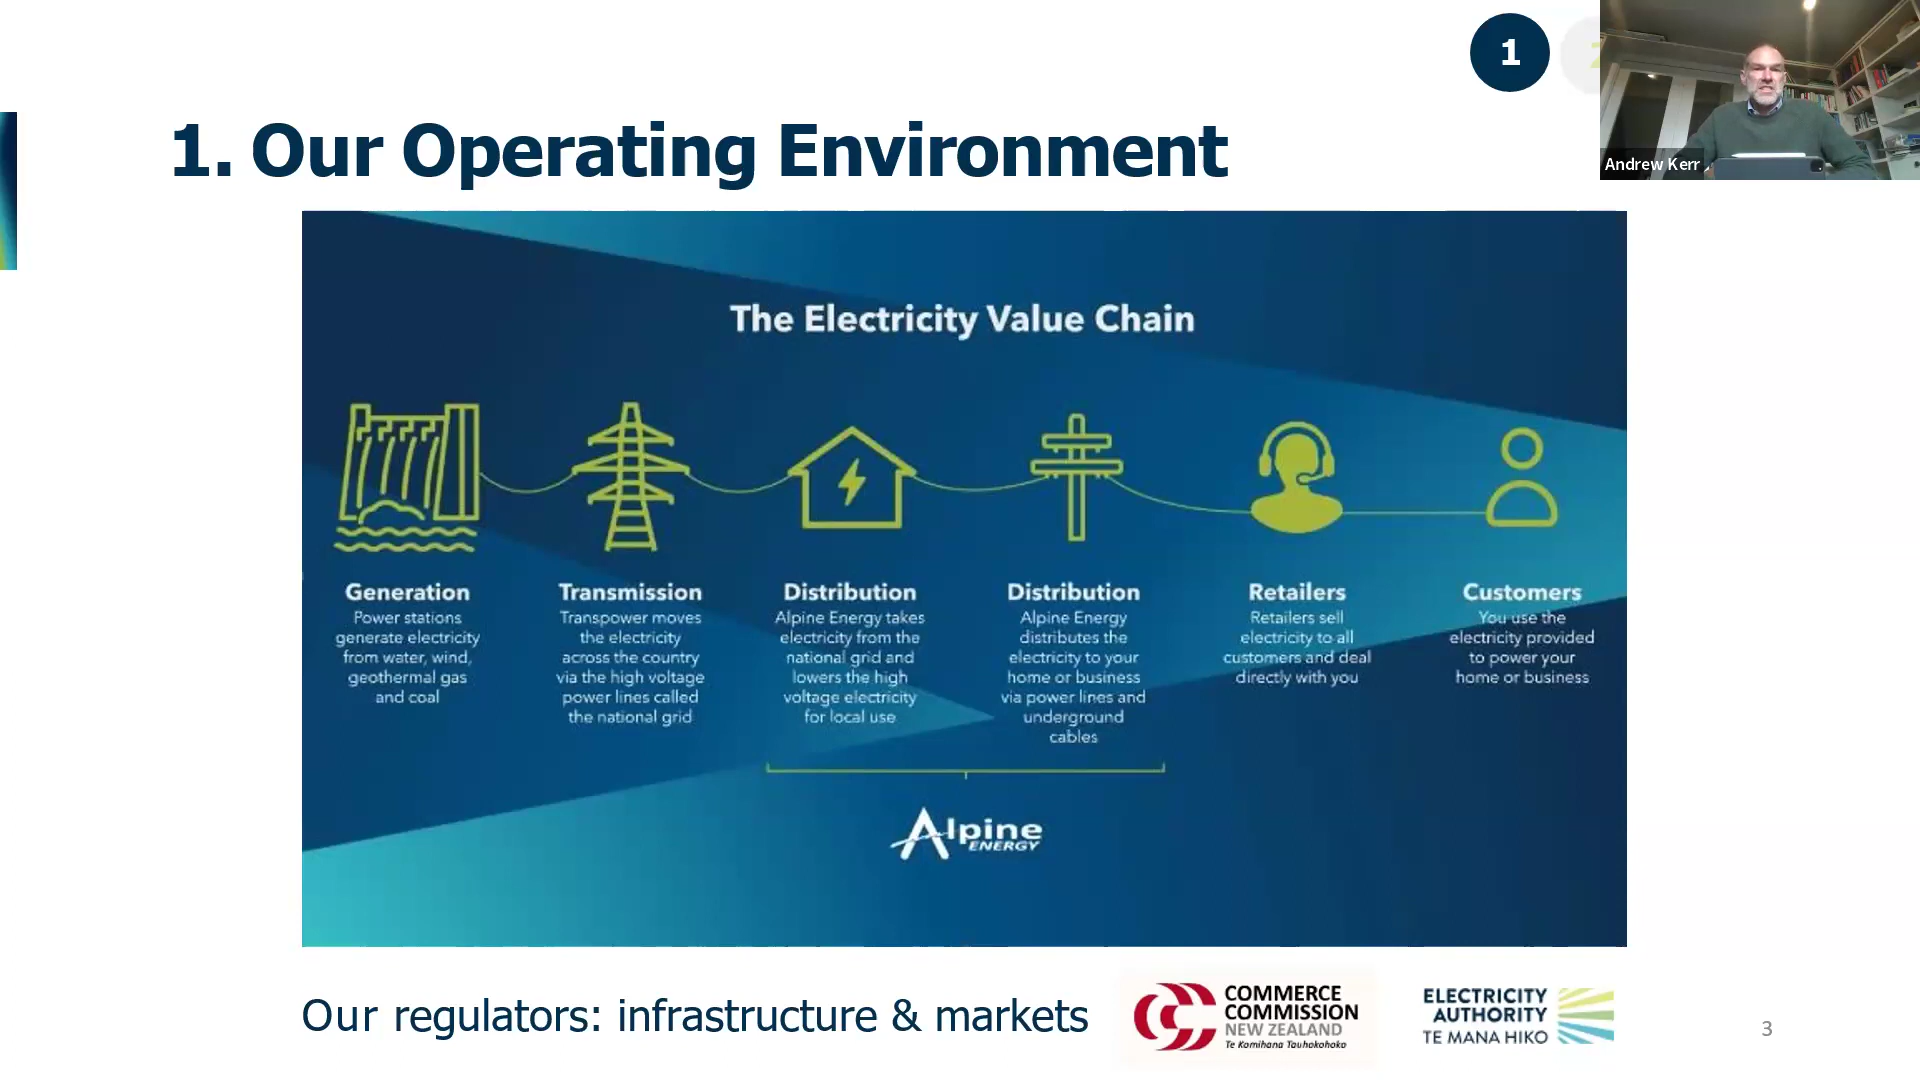 1
Andrew Kerr
1. Our Operating Environment
The Electricity Value Chain
Generation
Power stations
generate electricity
from water, wind,
geothermal gas
and coal
Transmission
Transpower moves
the electricity
across the country
via the high voltage
power lines called
the national grid
Distribution
Alpine Energy takes
electricity from the
national grid and
lowers the high
voltage electricity
for local use
Distribution
Alpine Energy
distributes the
electricity to your
home or business
via power lines and
underground
cables
Retailers
Retailers sell
electricity to all
customers and deal
directly with you
Customers
You use the
electricity provided
to power your
home or business
Alpine
ENERGY
Our regulators: infrastructure & markets
COMMERCE
COMMISSION
NEW ZEALAND
Te Komihana Tauhokohoko
ELECTRICITY
AUTHORITY
TE MANA HIKO
3